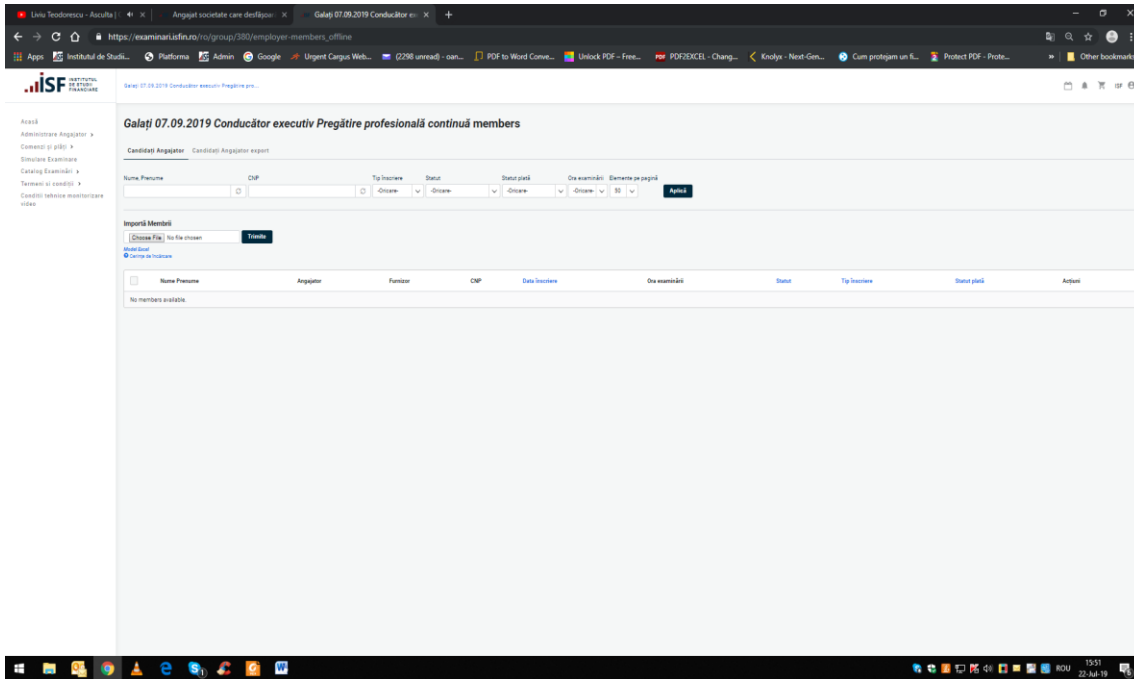 Liviu Teodorescu - Asculta | 
Angajat societate care desfășoar
Galați 07.09.2019 Conducător ex
https://examinari.isfin.ro/ro/group/380/employer-members_offline
Apps
Institutul de Studii...
Platforma
Admin
Google
Urgent Cargus Web...
(2298 unread) - oan...
PDF to Word Conve...
Unlock PDF – Free...
PDF2EXCEL - Chang...
Knolyx - Next-Gen...
Cum protejam un fi...
Protect PDF - Prote...
»
Other bookmarks
ISF INSTITUTUL
DE STUDII
FINANCIARE
Galați 07.09.2019 Conducător executiv Pregătire pro...
ISF
Acasă
Administrare Angajator
Comenzi și plăți
Simulare Examinare
Catalog Examinări
Termeni si condiții
Conditii tehnice monitorizare
video
Galați 07.09.2019 Conducător executiv Pregătire profesională continuă members
Candidați Angajator
Candidați Angajator export
Nume, Prenume
CNP
Tip înscriere
Statut
Statut plată
Ora examinării
Elemente pe pagină
-Oricare-
-Oricare-
-Oricare-
-Oricare-
50
Aplică
Importă Membrii
Choose File No file chosen
Trimite
Model Excel
Cerințe de încărcare
Nume Prenume
Angajator
Furnizor
CNP
Data înscriere
Ora examinării
Statut
Tip înscriere
Statut plată
Acțiuni
No members available.
ROU
15:51
22-Jul-19